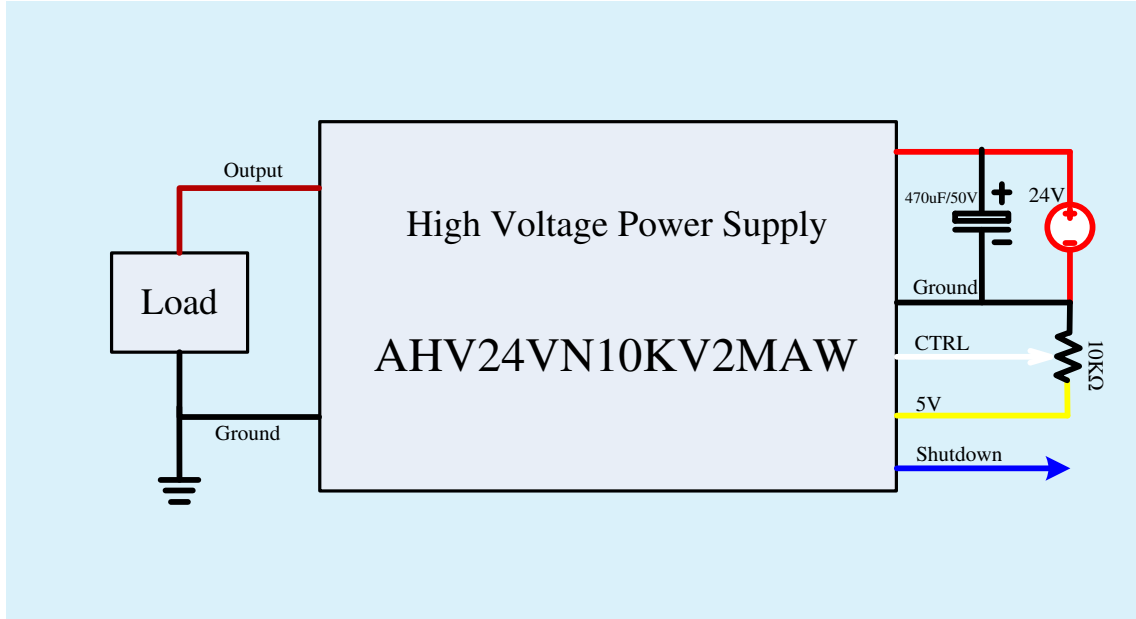 Output
High Voltage Power Supply
470uF/50V
+
24V
+
Load
Ground
AHV24VN10KV2MAW
CTRL
10KΩ
5V
Ground
Shutdown